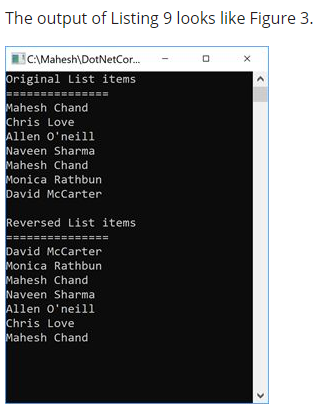 The output of Listing 9 looks like Figure 3.
C:\Mahesh\DotNetCor...
Original List items
===============
Mahesh Chand
Chris Love
Allen O'neill
Naveen Sharma
Mahesh Chand
Monica Rathbun
David McCarter
Reversed List items
===============
David McCarter
Monica Rathbun
Mahesh Chand
Naveen Sharma
Allen O'neill
Chris Love
Mahesh Chand